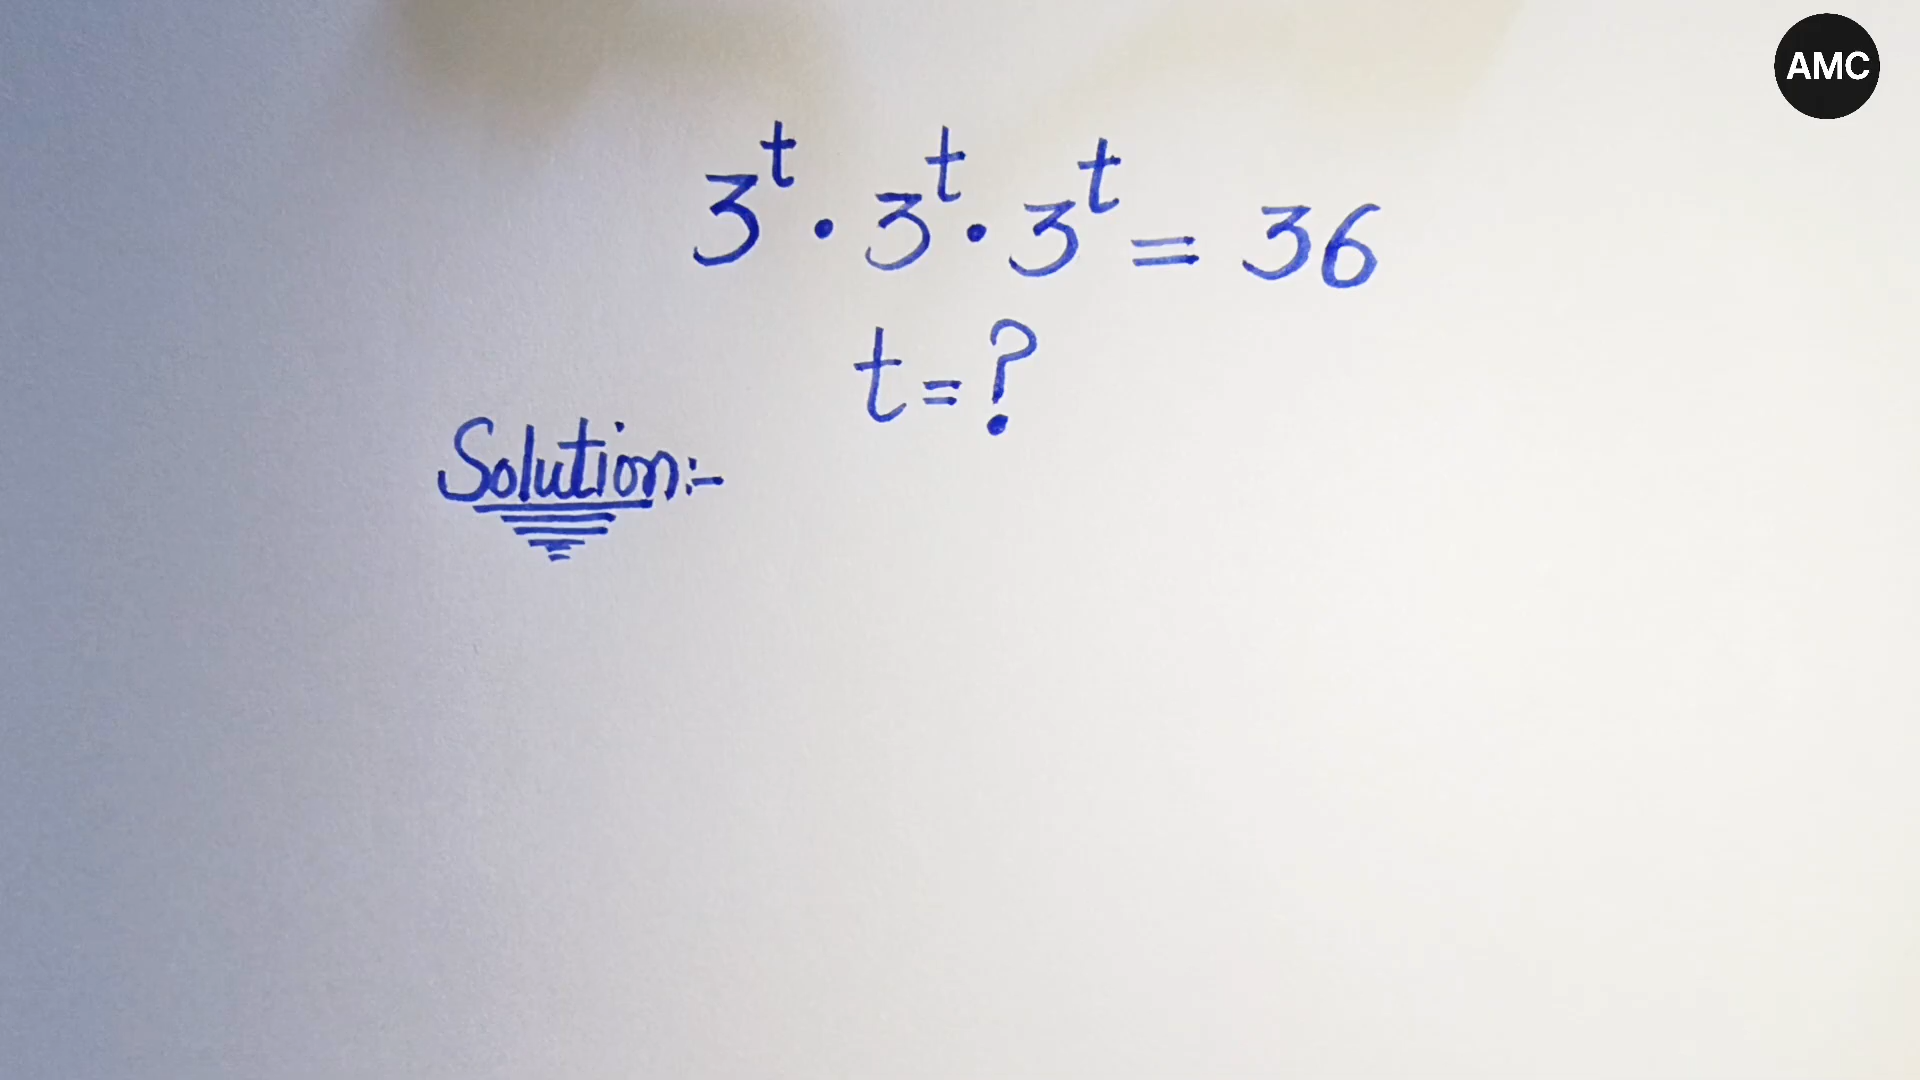 AMC
3^t · 3^t · 3^t = 36
t = ?
Solution:-